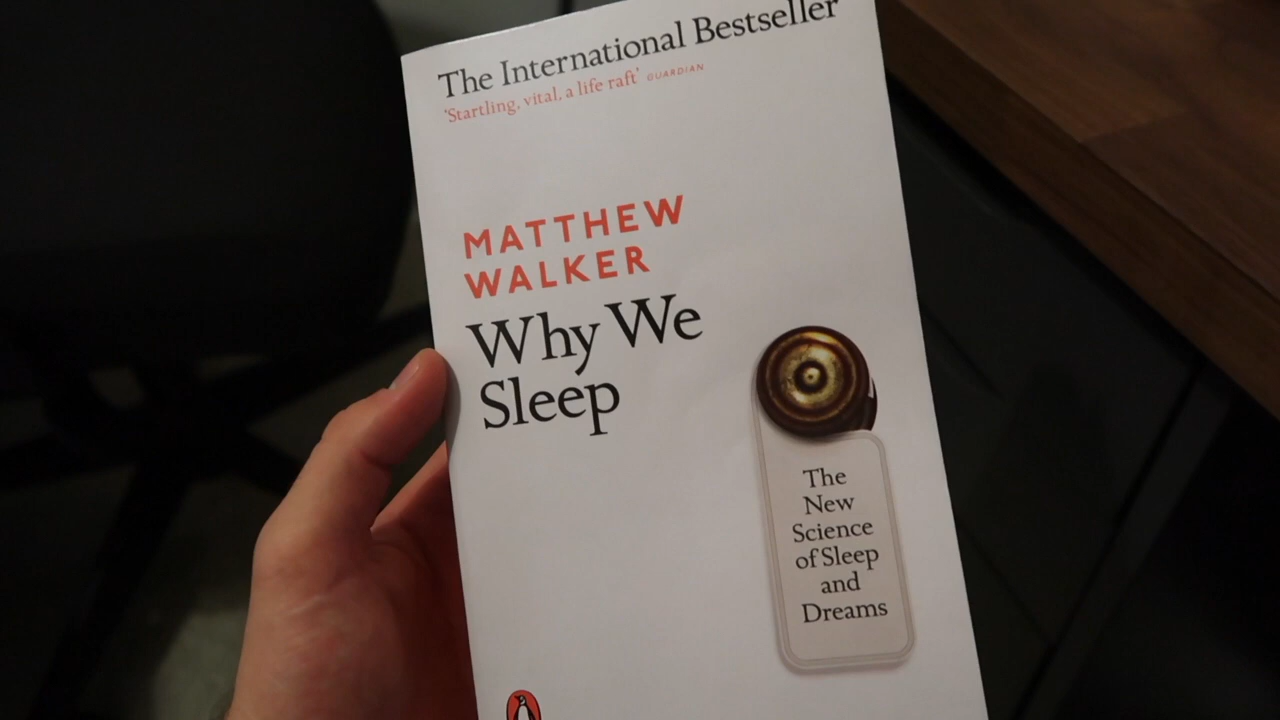 The International Bestseller
'Startling, vital, a life raft' GUARDIAN
MATTHEW
WALKER
Why We
Sleep
The
New
Science
of Sleep
and
Dreams